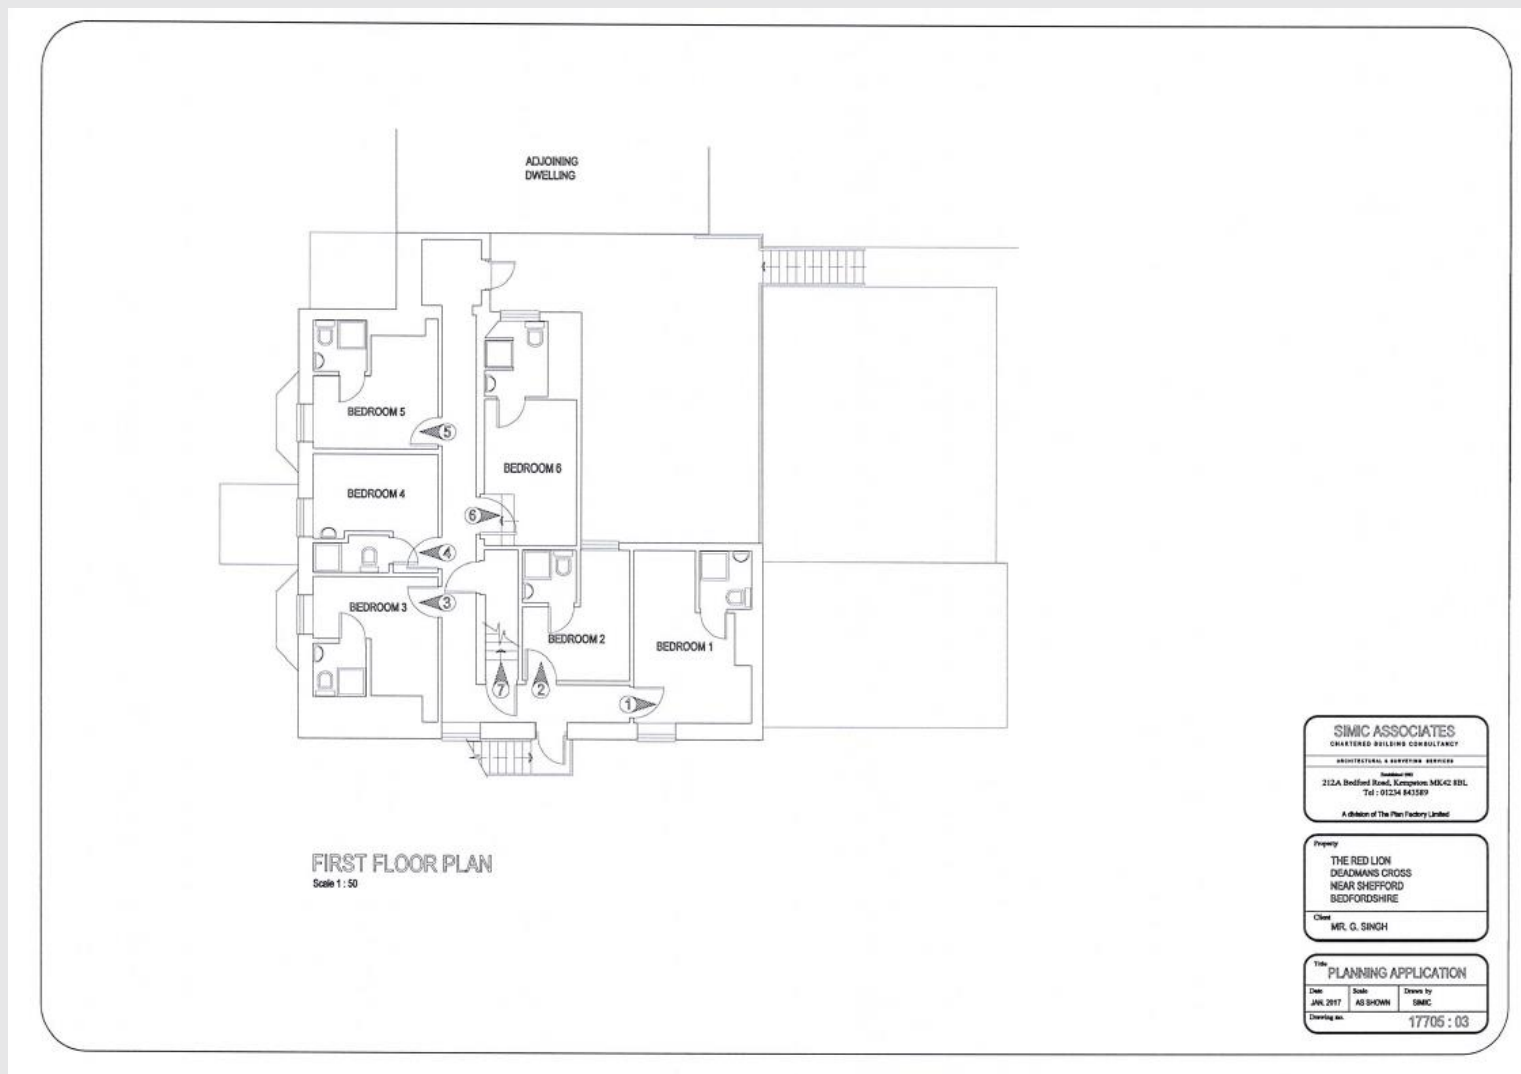 ADJOINING
DWELLING
BEDROOM 5
5
BEDROOM 4
BEDROOM 6
6
4
3
BEDROOM 3
BEDROOM 2
BEDROOM 1
7
2
1
FIRST FLOOR PLAN
Scale 1 : 50
SIMIC ASSOCIATES
CHARTERED BUILDING CONSULTANCY
ARCHITECTURAL & SURVEYING SERVICES
212A Bedford Road, Kempston MK42 8BL
Tel : 01234 843589
A division of The Plan Factory Limited
Property
THE RED LION
DEADMANS CROSS
NEAR SHEFFORD
BEDFORDSHIRE
Client
MR. G. SINGH
Title
PLANNING APPLICATION
Date Scale Drawn by
JAN. 2017 AS SHOWN SIMIC
Drawing no.
17705 : 03